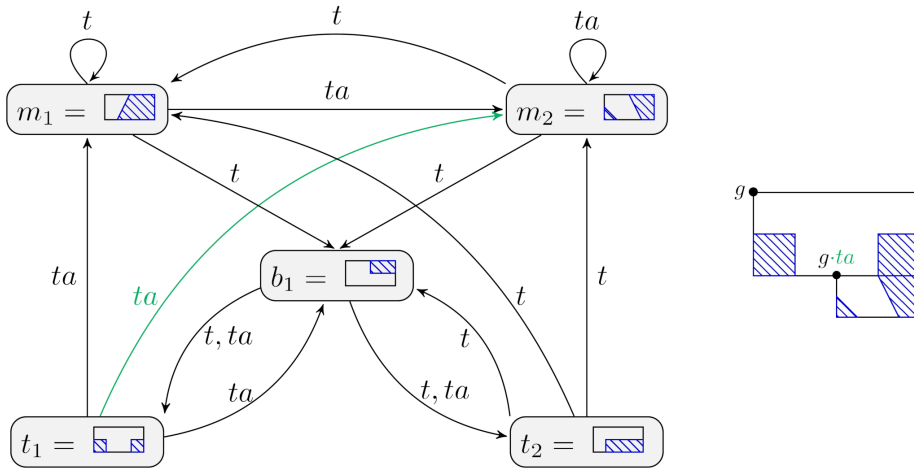 t
t
ta
m₁ =
ta
m₂ =
g
t
t
ta
ta
t
t
g·ta
b₁ =
t, ta
ta
t, ta
t
t₁ =
t₂ =